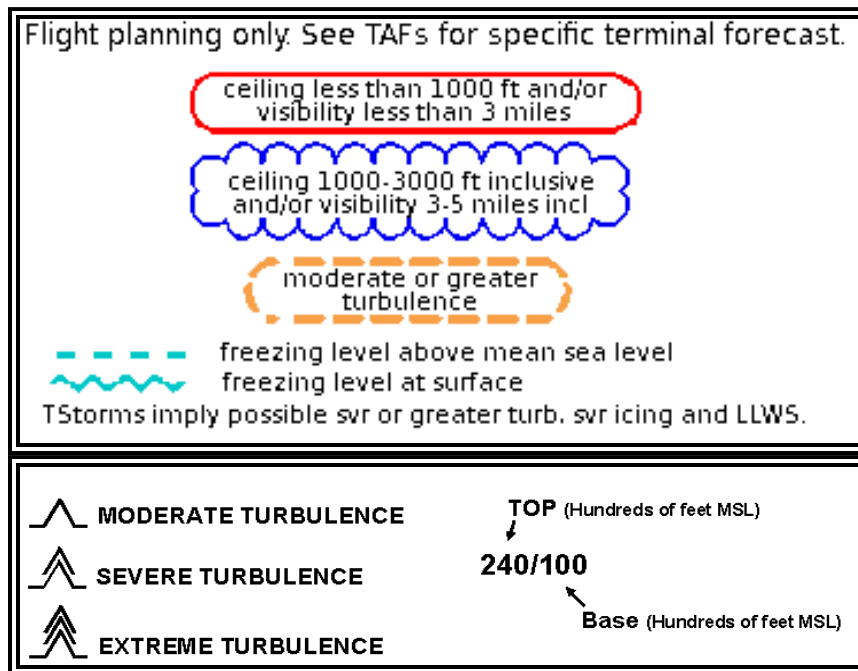 Flight planning only. See TAFs for specific terminal forecast.
ceiling less than 1000 ft and/or
visibility less than 3 miles
ceiling 1000-3000 ft inclusive
and/or visibility 3-5 miles incl
moderate or greater
turbulence
freezing level above mean sea level
freezing level at surface
TStorms imply possible svr or greater turb. svr icing and LLWS.
MODERATE TURBULENCE
SEVERE TURBULENCE
EXTREME TURBULENCE
TOP (Hundreds of feet MSL)
240/100
Base (Hundreds of feet MSL)